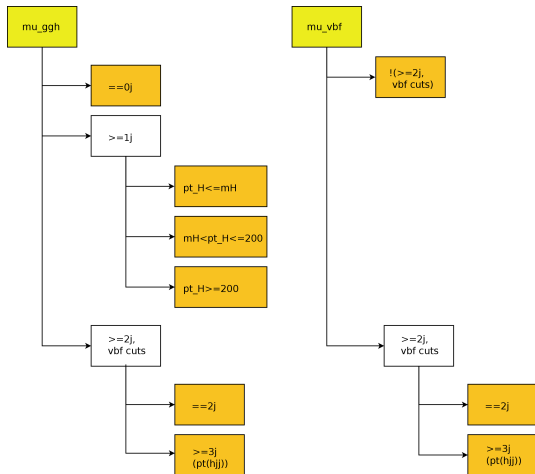 mu_ggh
==0j
>=1j
pt_H<=mH
mH<pt_H<=200
pt_H>=200
>=2j,
vbf cuts
==2j
>=3j
(pt(hjj))
mu_vbf
!(>=2j,
vbf cuts)
>=2j,
vbf cuts
==2j
>=3j
(pt(hjj))